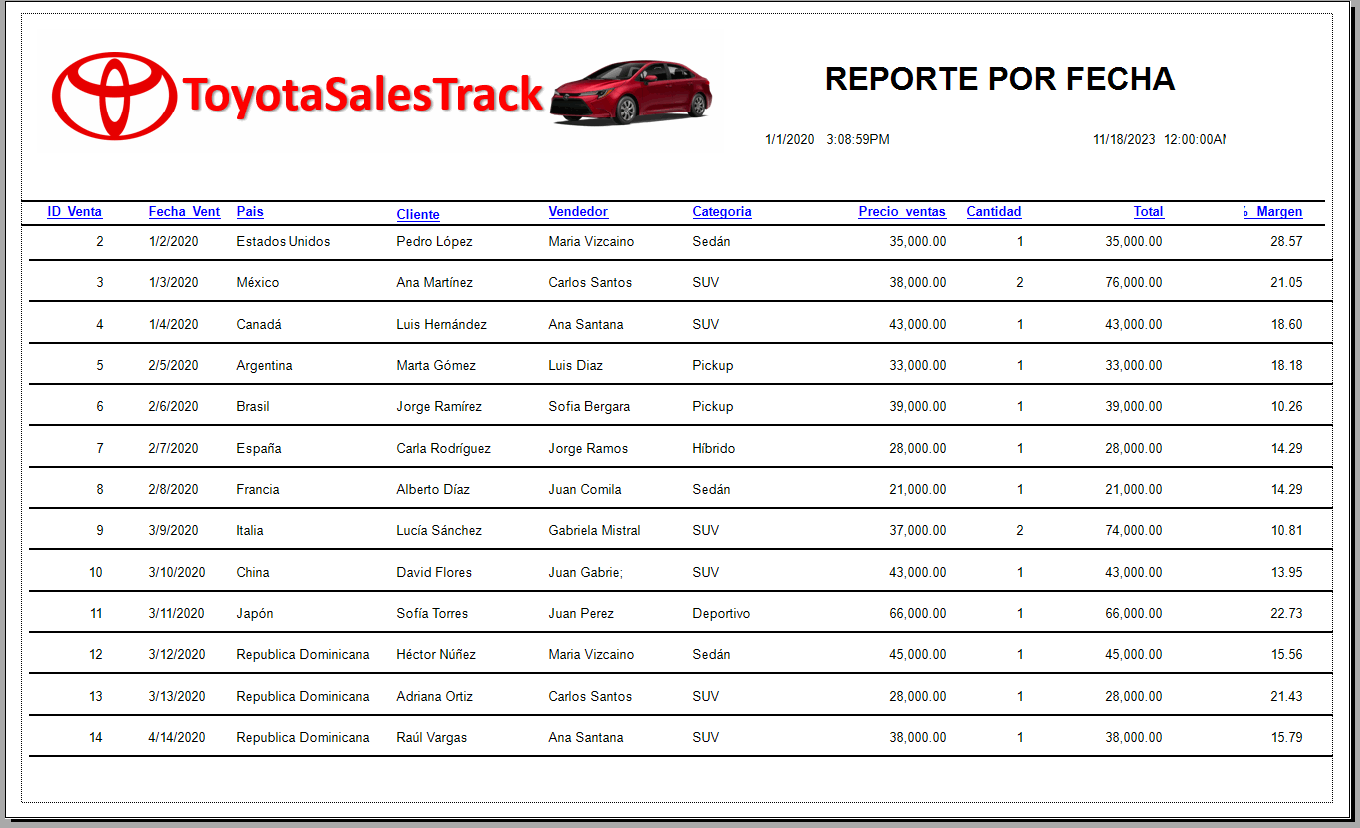 ToyotaSalesTrack
REPORTE POR FECHA
1/1/2020 3:08:59PM 11/18/2023 12:00:00AM
ID Venta Fecha Vent Pais Cliente Vendedor Categoria Precio ventas Cantidad Total % Margen
2 1/2/2020 Estados Unidos Pedro López Maria Vizcaino Sedán 35,000.00 1 35,000.00 28.57
3 1/3/2020 México Ana Martínez Carlos Santos SUV 38,000.00 2 76,000.00 21.05
4 1/4/2020 Canadá Luis Hernández Ana Santana SUV 43,000.00 1 43,000.00 18.60
5 2/5/2020 Argentina Marta Gómez Luis Diaz Pickup 33,000.00 1 33,000.00 18.18
6 2/6/2020 Brasil Jorge Ramírez Sofia Bergara Pickup 39,000.00 1 39,000.00 10.26
7 2/7/2020 España Carla Rodríguez Jorge Ramos Híbrido 28,000.00 1 28,000.00 14.29
8 2/8/2020 Francia Alberto Díaz Juan Comila Sedán 21,000.00 1 21,000.00 14.29
9 3/9/2020 Italia Lucía Sánchez Gabriela Mistral SUV 37,000.00 2 74,000.00 10.81
10 3/10/2020 China David Flores Juan Gabrie; SUV 43,000.00 1 43,000.00 13.95
11 3/11/2020 Japón Sofía Torres Juan Perez Deportivo 66,000.00 1 66,000.00 22.73
12 3/12/2020 Republica Dominicana Héctor Núñez Maria Vizcaino Sedán 45,000.00 1 45,000.00 15.56
13 3/13/2020 Republica Dominicana Adriana Ortiz Carlos Santos SUV 28,000.00 1 28,000.00 21.43
14 4/14/2020 Republica Dominicana Raúl Vargas Ana Santana SUV 38,000.00 1 38,000.00 15.79